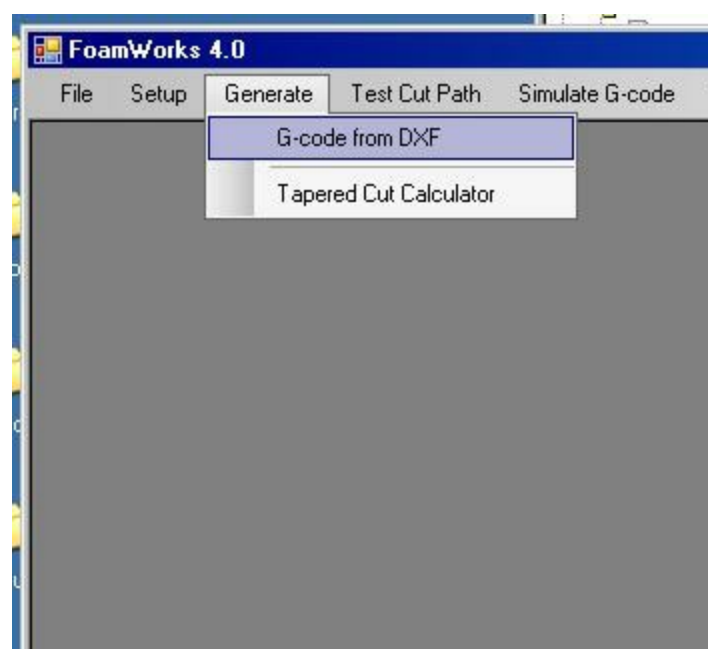 FoamWorks 4.0
File Setup Generate Test Cut Path Simulate G-code
G-code from DXF
Tapered Cut Calculator